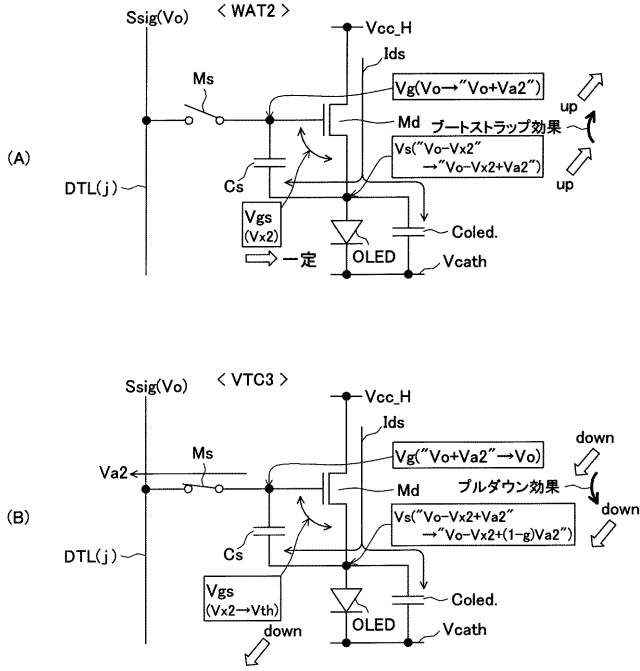 Ssig(Vo)
< WAT2 >
Vcc_H
Ids
Ms
Vg(Vo→"Vo+Va2")
up
Md
ブートストラップ効果
(A)
Vs("Vo-Vx2"
→"Vo-Vx2+Va2")
DTL(j)
Cs
up
Vgs
(Vx2)
Coled.
一定
OLED
Vcath
< VTC3 >
Ssig(Vo)
Vcc_H
Ids
down
Va2
Ms
Vg("Vo+Va2"→Vo)
Md
プルダウン効果
(B)
Vs("Vo-Vx2+Va2"
→"Vo-Vx2+(1-g)Va2")
down
DTL(j)
Cs
Vgs
(Vx2→Vth)
Coled.
OLED
down
Vcath